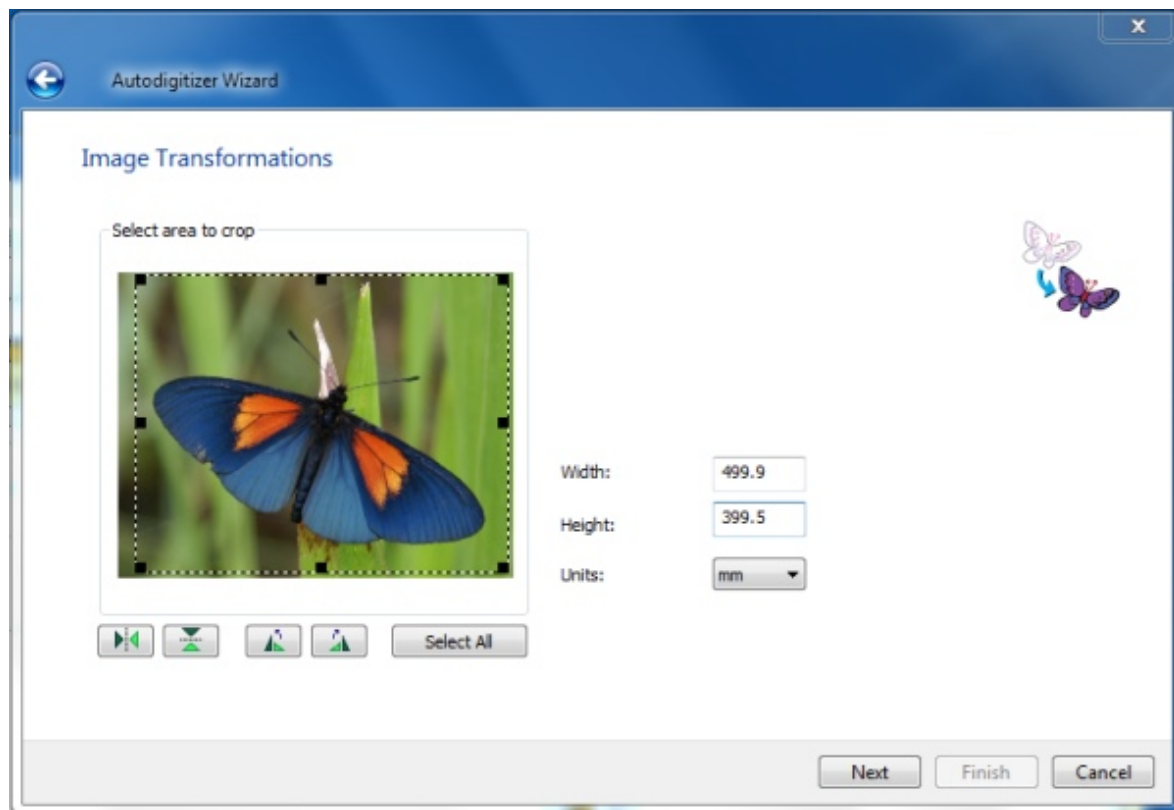 Autodigitizer Wizard
Image Transformations
Select area to crop
Width: 499.9
Height: 399.5
Units: mm
Select All
Next Finish Cancel